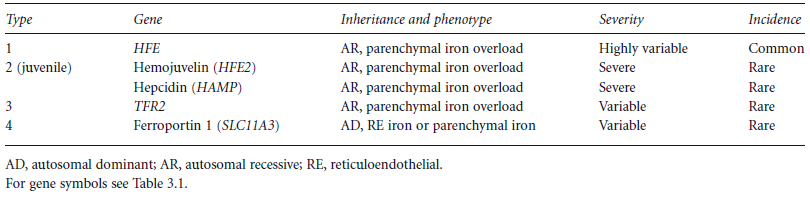 Type Gene Inheritance and phenotype Severity Incidence
1 HFE AR, parenchymal iron overload Highly variable Common
2 (juvenile) Hemojuvelin (HFE2) AR, parenchymal iron overload Severe Rare
Hepcidin (HAMP) AR, parenchymal iron overload Severe Rare
3 TFR2 AR, parenchymal iron overload Variable Rare
4 Ferroportin 1 (SLC11A3) AD, RE iron or parenchymal iron Variable Rare
AD, autosomal dominant; AR, autosomal recessive; RE, reticuloendothelial.
For gene symbols see Table 3.1.